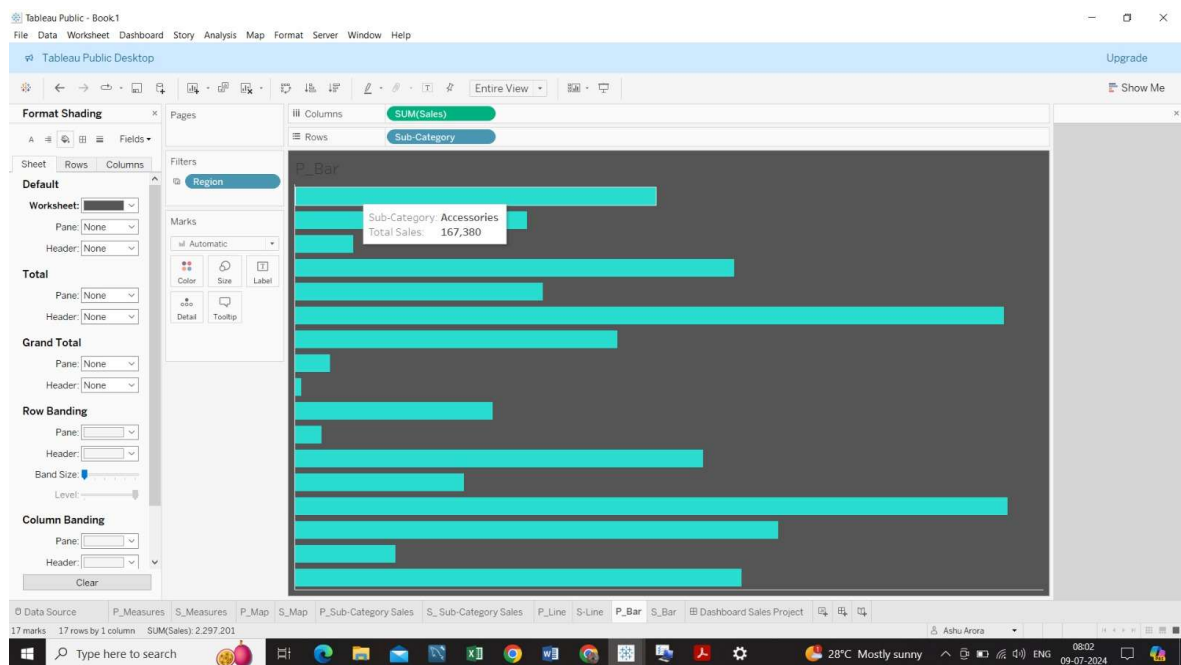 Tableau Public - Book1
File Data Worksheet Dashboard Story Analysis Map Format Server Window Help
Tableau Public Desktop
Upgrade
Entire View
Show Me
Format Shading
Fields
Sheet Rows Columns
Default
Worksheet:
Pane: None
Header: None
Total
Pane: None
Header: None
Grand Total
Pane: None
Header: None
Row Banding
Pane:
Header:
Band Size:
Level:
Column Banding
Pane:
Header:
Clear
Pages
Filters
Region
Marks
Automatic
Color Size Label
Detail Tooltip
Columns SUM(Sales)
Rows Sub-Category
P_Bar
Sub-Category: Accessories
Total Sales: 167,380
Data Source P_Measures S_Measures P_Map S_Map P_Sub-Category Sales S_ Sub-Category Sales P_Line S-Line P_Bar S_Bar Dashboard Sales Project
17 marks 17 rows by 1 column SUM(Sales): 2,297,201
Ashu Arora
Type here to search
28°C Mostly sunny
ENG
08:02
09-07-2024